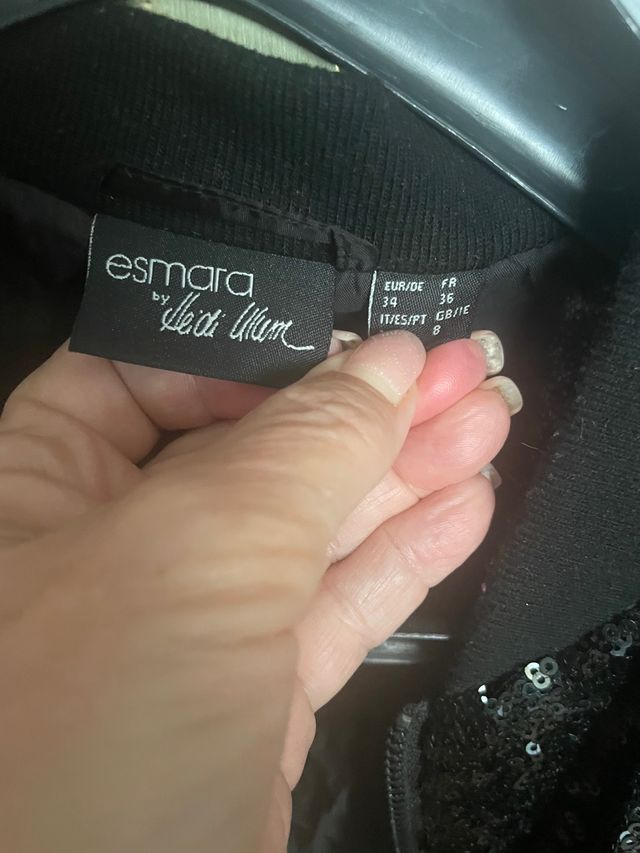 esmara
by Heidi Klum
EUR/DE FR
34 36
IT/ES/PT GB/IE
8